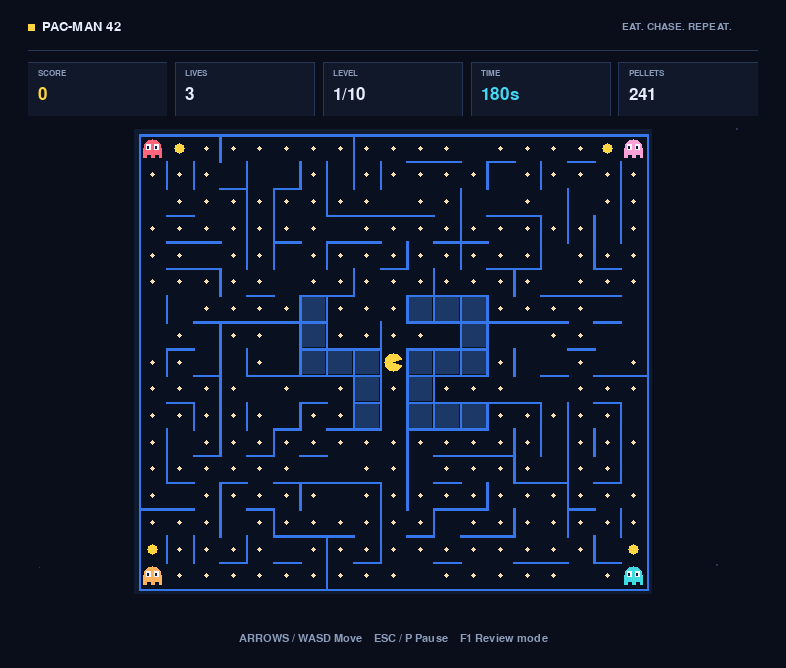 PAC-MAN 42
EAT. CHASE. REPEAT.
SCORE
0
LIVES
3
LEVEL
1/10
TIME
180s
PELLETS
241
ARROWS / WASD Move ESC / P Pause F1 Review mode